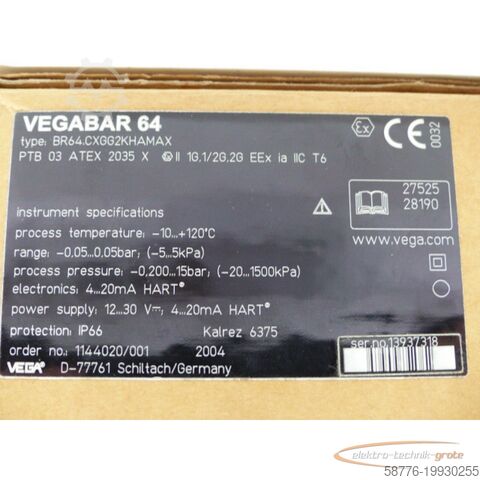 VEGABAR 64
type: BR64.CXGG2KHAMAX
PTB 03 ATEX 2035 X Ex II 1G,1/2G,2G EEx ia IIC T6
CE 0032
27525
28190
instrument specifications
www.vega.com
process temperature: -10...+120°C
range: -0,05...0,05bar; (-5...5kPa)
process pressure: -0,200...15bar; (-20...1500kPa)
electronics: 4...20mA HART®
power supply: 12...30 V; 4...20mA HART®
protection: IP66 Kalrez 6375
order no.: 1144020/001 2004
ser.no.13937318
VEGA® D-77761 Schiltach/Germany
elektro-technik-grote
58776-19930255